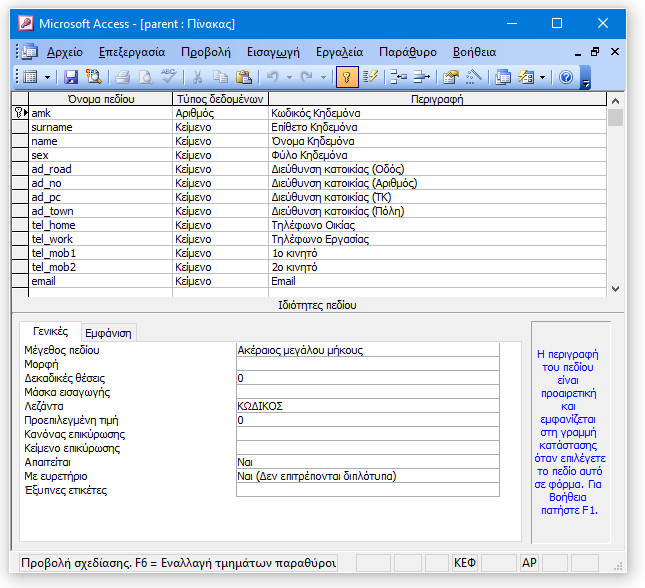 Microsoft Access - [parent : Πίνακας]
Αρχείο Επεξεργασία Προβολή Εισαγωγή Εργαλεία Παράθυρο Βοήθεια
Όνομα πεδίου Τύπος δεδομένων Περιγραφή
amk Αριθμός Κωδικός Κηδεμόνα
surname Κείμενο Επίθετο Κηδεμόνα
name Κείμενο Όνομα Κηδεμόνα
sex Κείμενο Φύλο Κηδεμόνα
ad_road Κείμενο Διεύθυνση κατοικίας (Οδός)
ad_no Κείμενο Διεύθυνση κατοικίας (Αριθμός)
ad_pc Κείμενο Διεύθυνση κατοικίας (ΤΚ)
ad_town Κείμενο Διεύθυνση κατοικίας (Πόλη)
tel_home Κείμενο Τηλέφωνο Οικίας
tel_work Κείμενο Τηλέφωνο Εργασίας
tel_mob1 Κείμενο 1ο κινητό
tel_mob2 Κείμενο 2ο κινητό
email Κείμενο Email
Ιδιότητες πεδίου
Γενικές Εμφάνιση
Μέγεθος πεδίου Ακέραιος μεγάλου μήκους
Μορφή
Δεκαδικές θέσεις 0
Μάσκα εισαγωγής
Λεζάντα ΚΩΔΙΚΟΣ
Προεπιλεγμένη τιμή 0
Κανόνας επικύρωσης
Κείμενο επικύρωσης
Απαιτείται Ναι
Με ευρετήριο Ναι (Δεν επιτρέπονται διπλότυπα)
Έξυπνες ετικέτες
Η περιγραφή
του πεδίου
είναι
προαιρετική
και
εμφανίζεται
στη γραμμή
κατάστασης
όταν επιλέγετε
το πεδίο αυτό
σε φόρμα. Για
Βοήθεια
πατήστε F1.
Προβολή σχεδίασης. F6 = Εναλλαγή τμημάτων παραθύρου ΚΕΦ ΑΡ